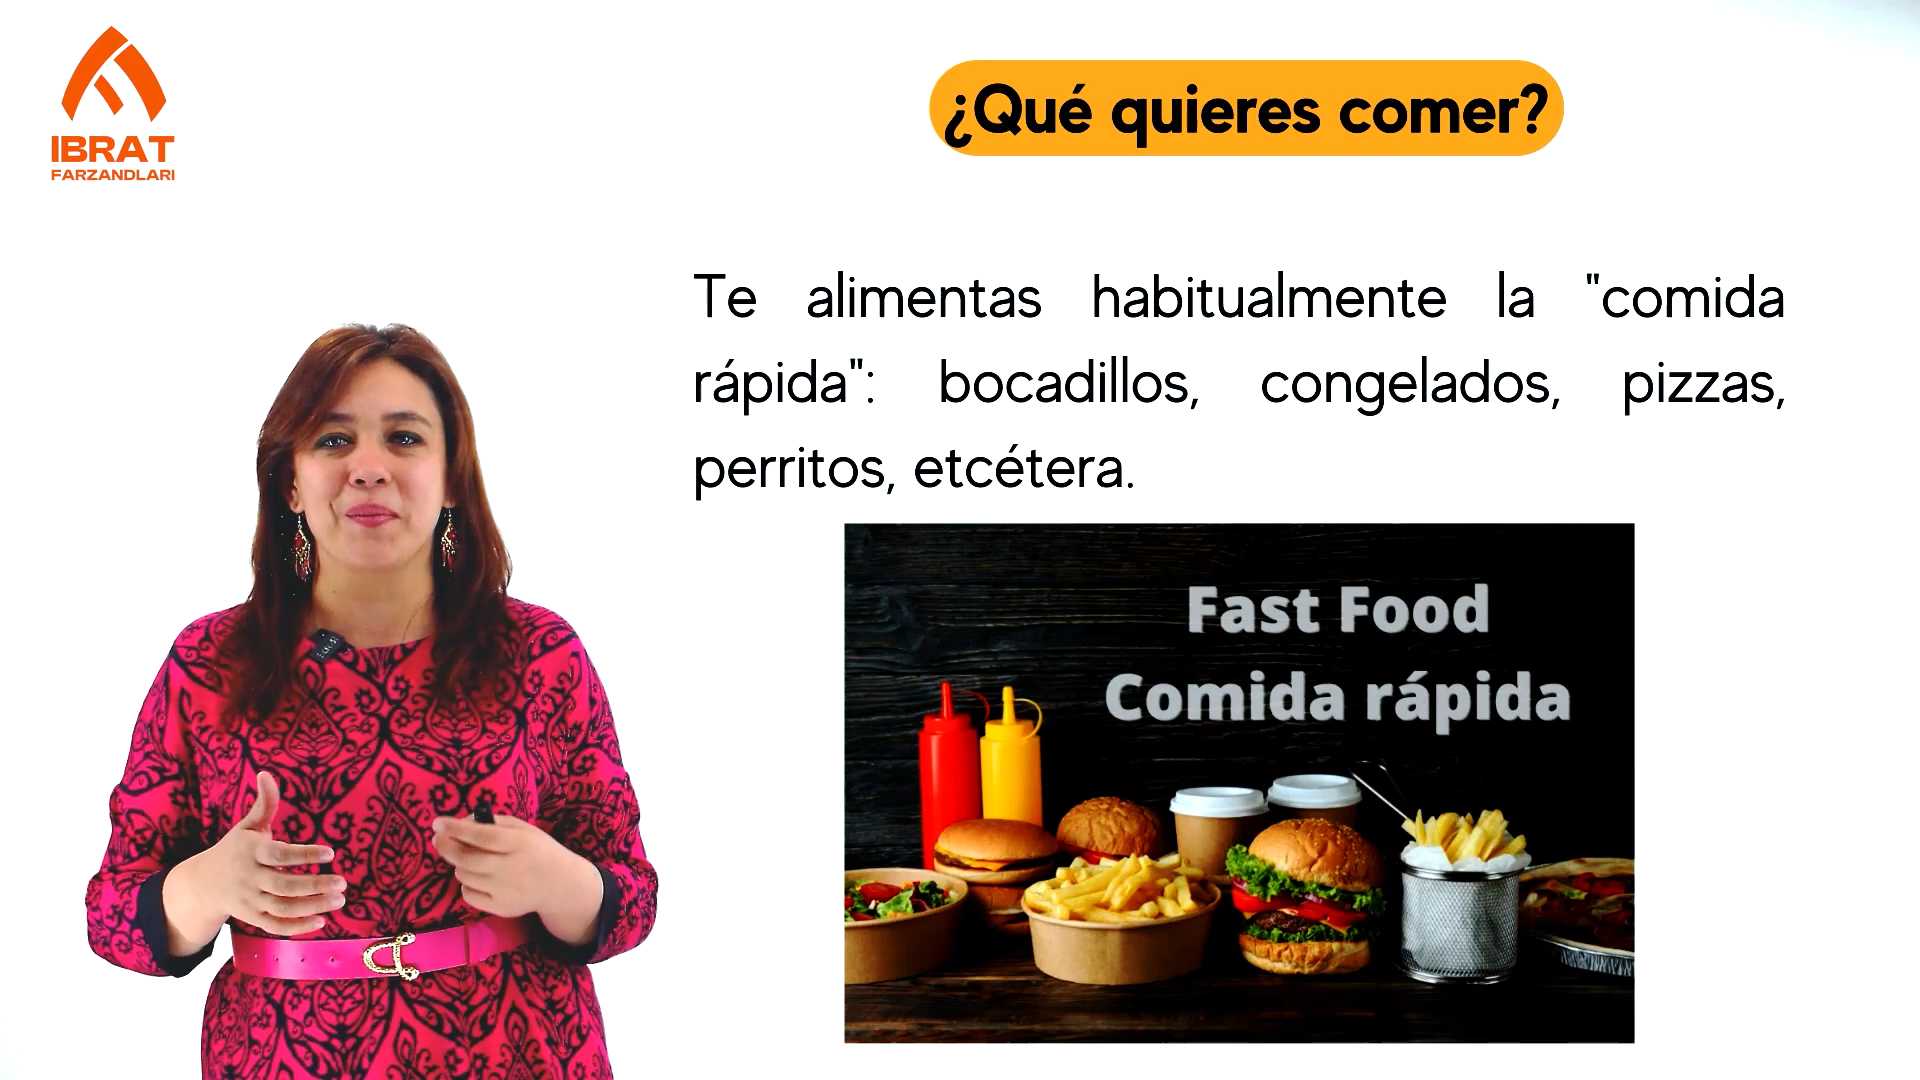 IBRAT
FARZANDLARI
¿Qué quieres comer?
Te alimentas habitualmente la "comida
rápida": bocadillos, congelados, pizzas,
perritos, etcétera.
Fast Food
Comida rápida